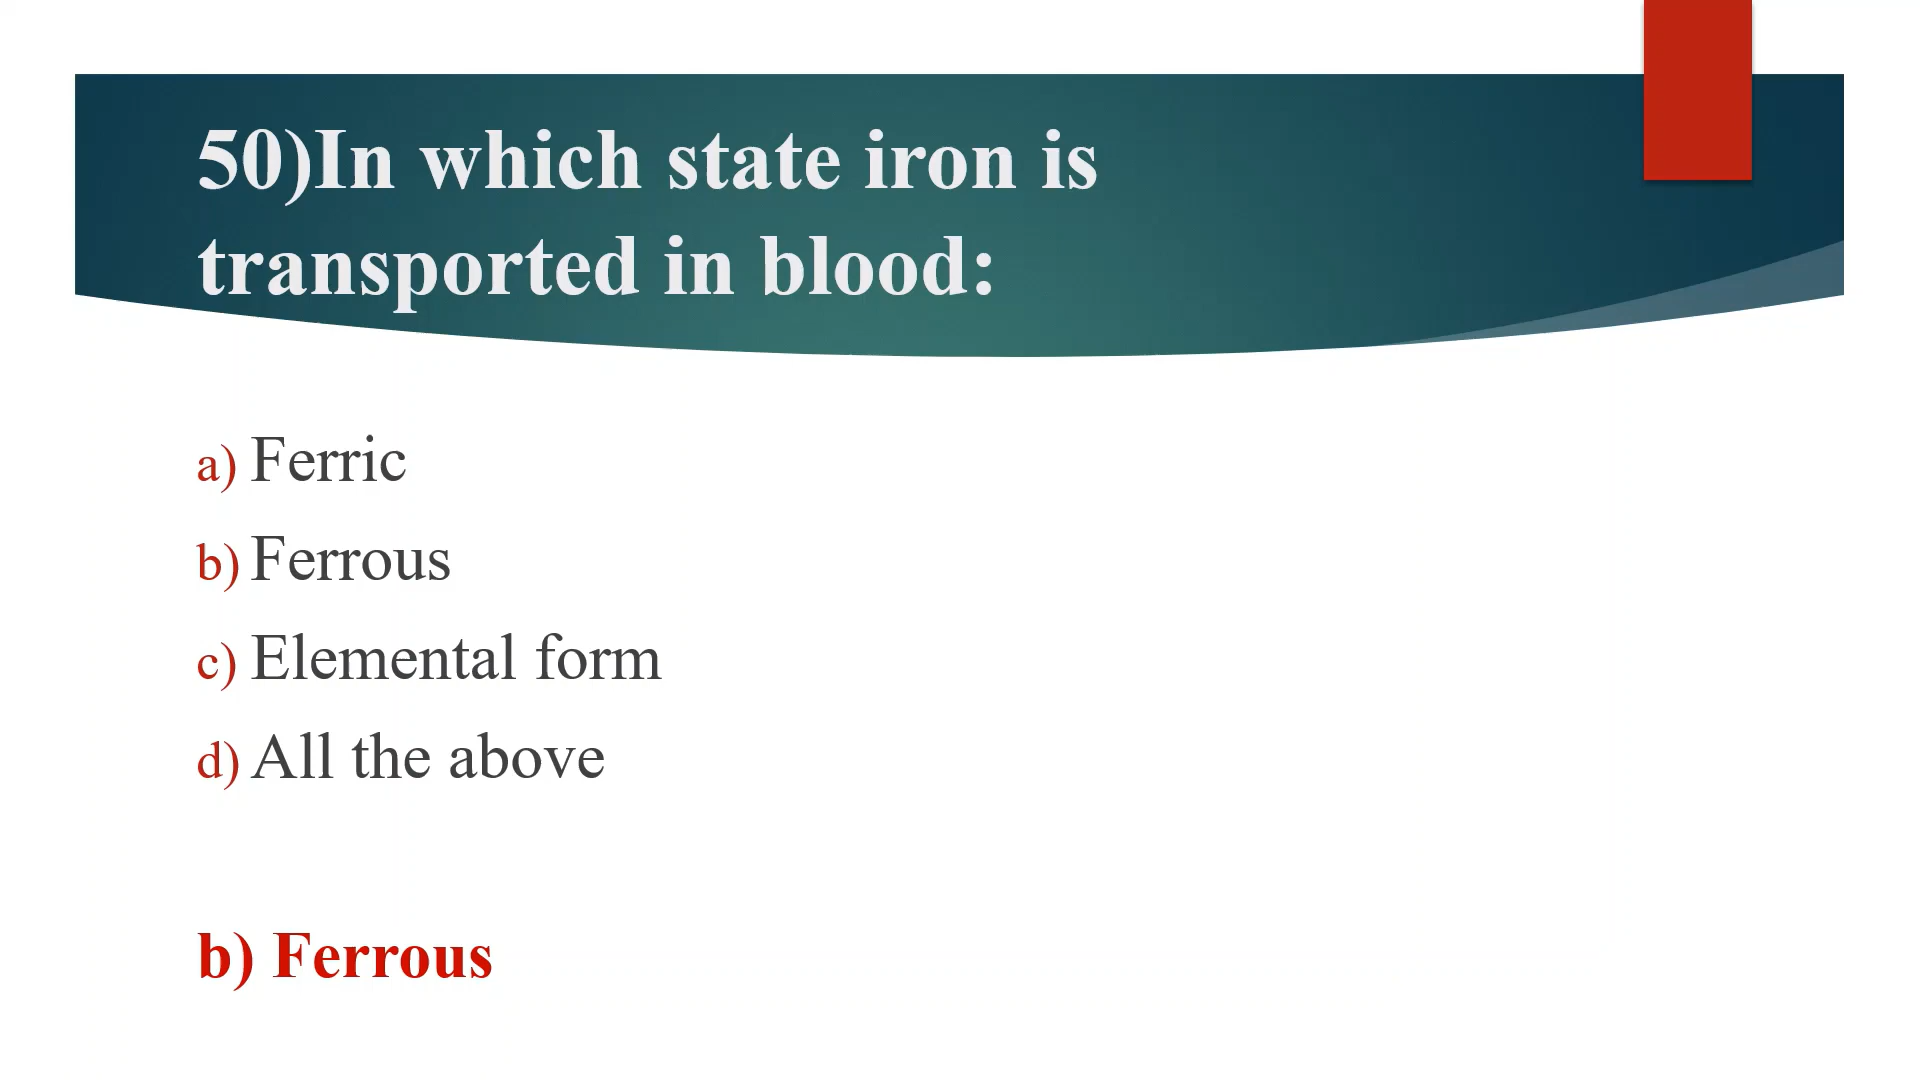 50)In which state iron is
transported in blood:
a) Ferric
b) Ferrous
c) Elemental form
d) All the above
b) Ferrous